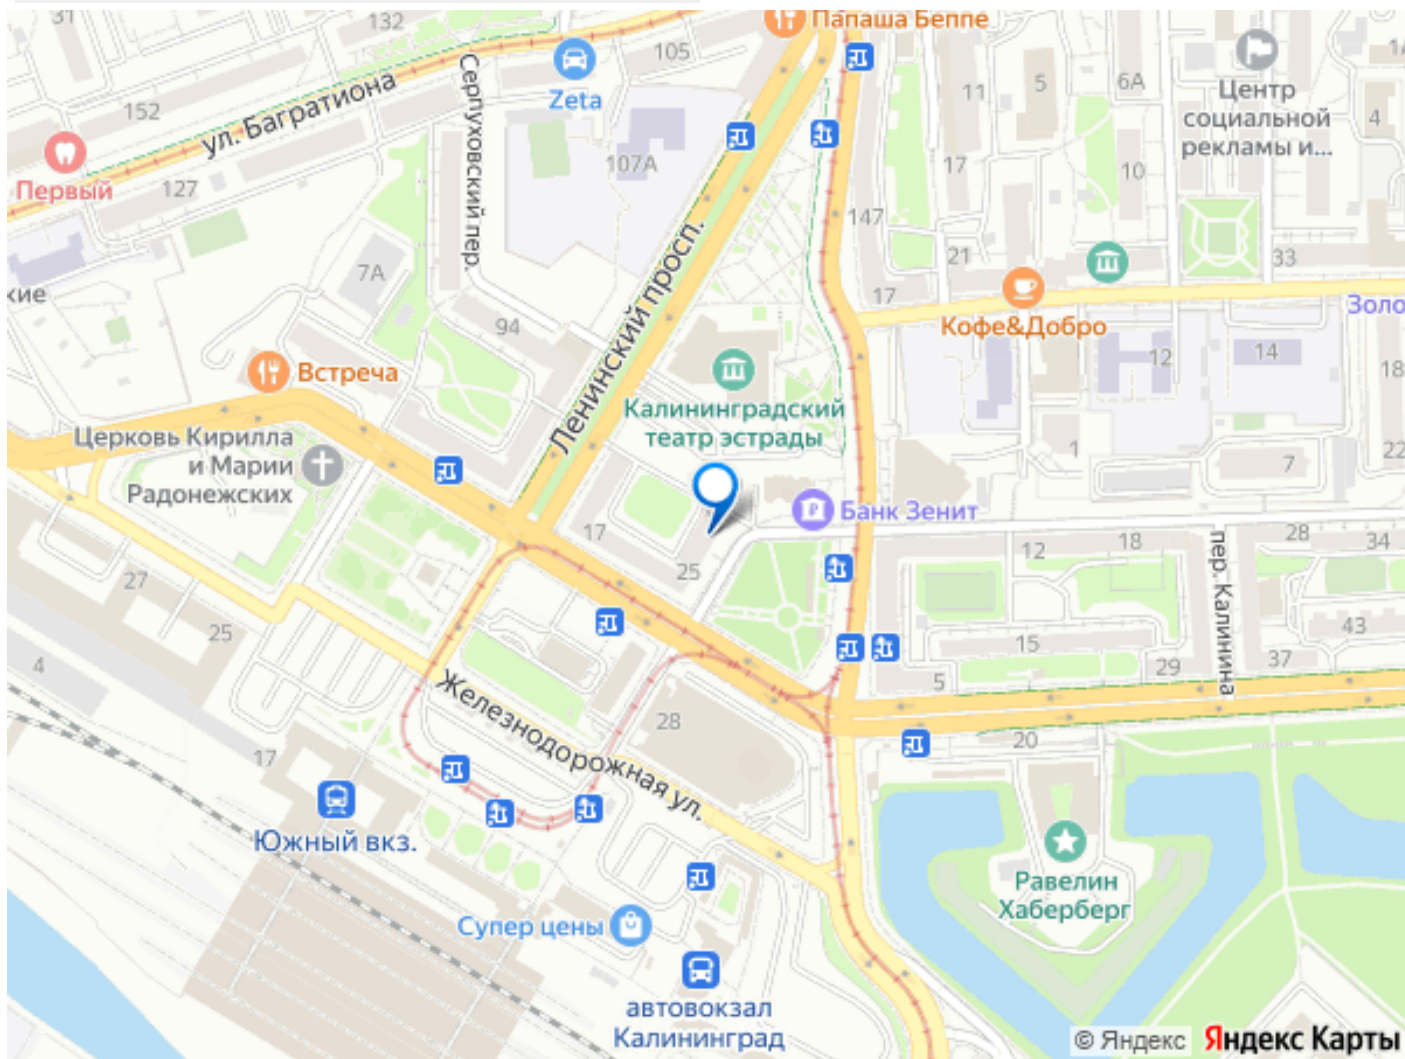 132
Папаша Беппе
105
Серпуховский пер.
Zeta
5
6А
1А
11
Центр
социальной
рекламы и...
4
152
ул. Багратиона
107А
17
10
Первый
127
147
21
33
7А
кие
17
Золо
94
Ленинский просп.
Кофе&Добро
12
14
18
Встреча
Калининградский
театр эстрады
Церковь Кирилла
и Марии
Радонежских
1
7
22
17
Банк Зенит
12
18
28
34
пер. Калинина
27
25
25
15
43
4
5
29
37
Железнодорожная ул.
28
20
17
Южный вкз.
Равелин
Хаберберг
Супер цены
автовокзал
Калининград
© Яндекс Яндекс Карты